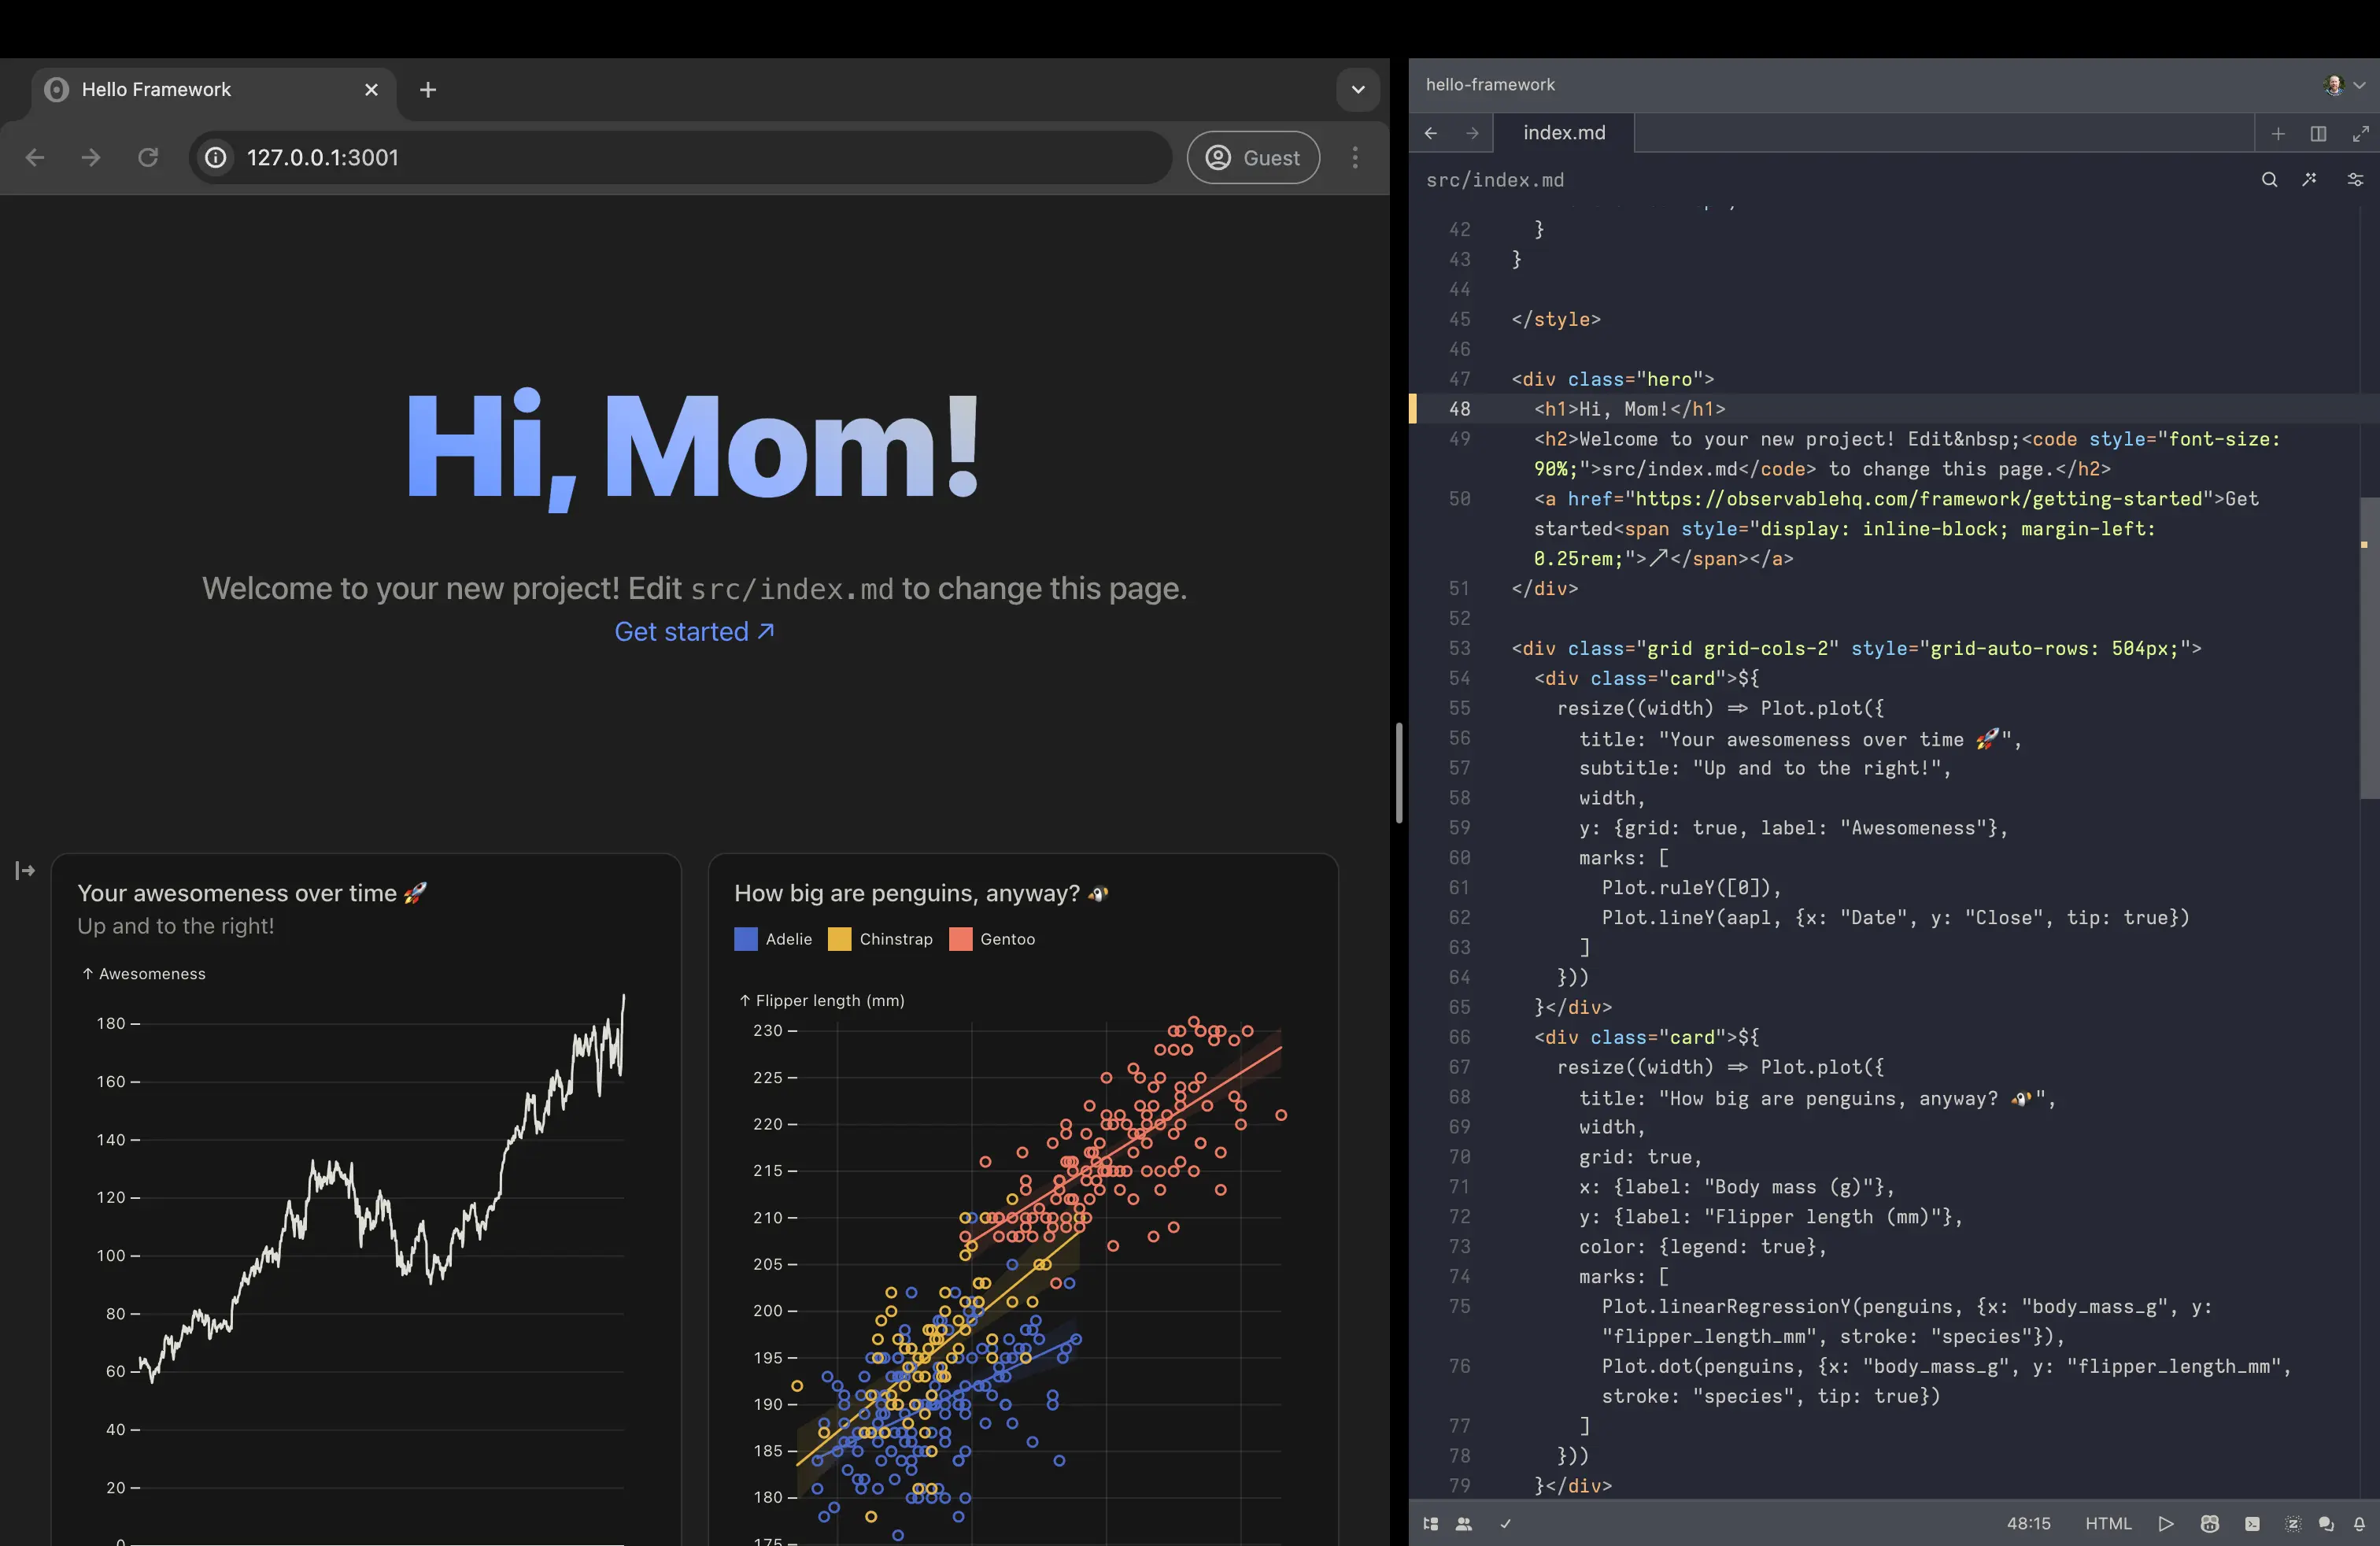 Hello Framework
127.0.0.1:3001
Guest
Hi, Mom!
Welcome to your new project! Edit src/index.md to change this page.
Get started ↗
Your awesomeness over time 🚀
Up and to the right!
↑ Awesomeness
180
160
140
120
100
80
60
40
20
0
How big are penguins, anyway? 🐧
Adelie Chinstrap Gentoo
↑ Flipper length (mm)
230
225
220
215
210
205
200
195
190
185
180
175
hello-framework
index.md
src/index.md
42 }
43 }
44
45 </style>
46
47 <div class="hero">
48 <h1>Hi, Mom!</h1>
49 <h2>Welcome to your new project! Edit&nbsp;<code style="font-size:
90%;">src/index.md</code> to change this page.</h2>
50 <a href="https://observablehq.com/framework/getting-started">Get
started<span style="display: inline-block; margin-left:
0.25rem;">↗</span></a>
51 </div>
52
53 <div class="grid grid-cols-2" style="grid-auto-rows: 504px;">
54 <div class="card">${
55 resize((width) => Plot.plot({
56 title: "Your awesomeness over time 🚀",
57 subtitle: "Up and to the right!",
58 width,
59 y: {grid: true, label: "Awesomeness"},
60 marks: [
61 Plot.ruleY([0]),
62 Plot.lineY(aapl, {x: "Date", y: "Close", tip: true})
63 ]
64 }))
65 }</div>
66 <div class="card">${
67 resize((width) => Plot.plot({
68 title: "How big are penguins, anyway? 🐧",
69 width,
70 grid: true,
71 x: {label: "Body mass (g)"},
72 y: {label: "Flipper length (mm)"},
73 color: {legend: true},
74 marks: [
75 Plot.linearRegressionY(penguins, {x: "body_mass_g", y:
"flipper_length_mm", stroke: "species"}),
76 Plot.dot(penguins, {x: "body_mass_g", y: "flipper_length_mm",
stroke: "species", tip: true})
77 ]
78 }))
79 }</div>
48:15 HTML